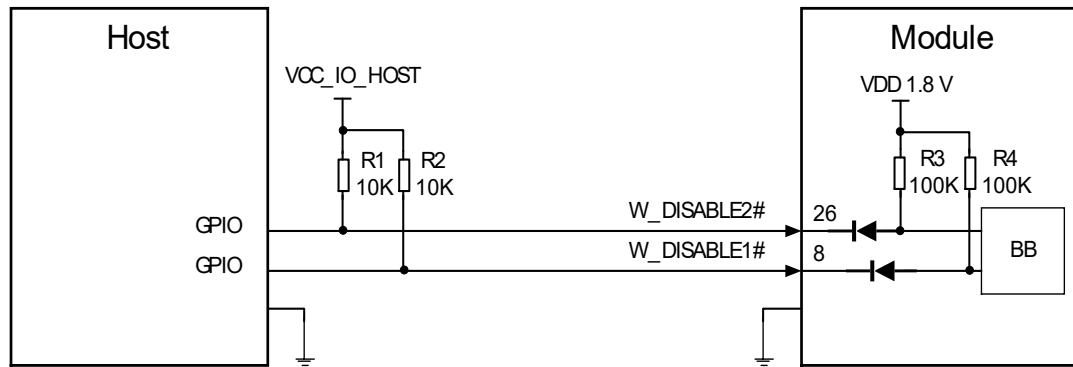 Host
Module
VCC_IO_HOST
VDD 1.8 V
R1
10K
R2
10K
R3
100K
R4
100K
GPIO
W_DISABLE2#
26
GPIO
W_DISABLE1#
8
BB